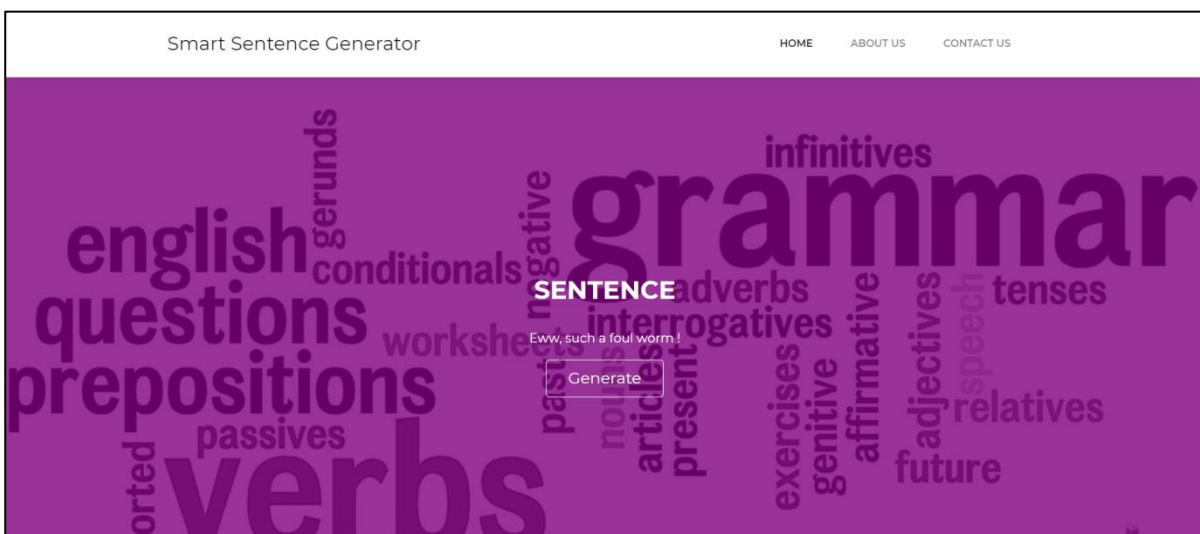 Smart Sentence Generator
HOME ABOUT US CONTACT US
gerunds
infinitives
grammar
negative
english
conditionals
SENTENCE
adverbs
tenses
questions
worksheets
interrogatives
affirmative
adjectives
speech
Eww, such a foul worm !
prepositions
past
nouns
articles
present
Generate
exercises
genitive
relatives
passives
future
orted
verbs